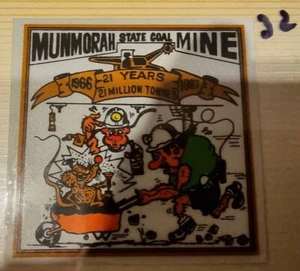 32
MUNMORAH STATE COAL MINE
1966 21 YEARS 1987
21 MILLION TONNES